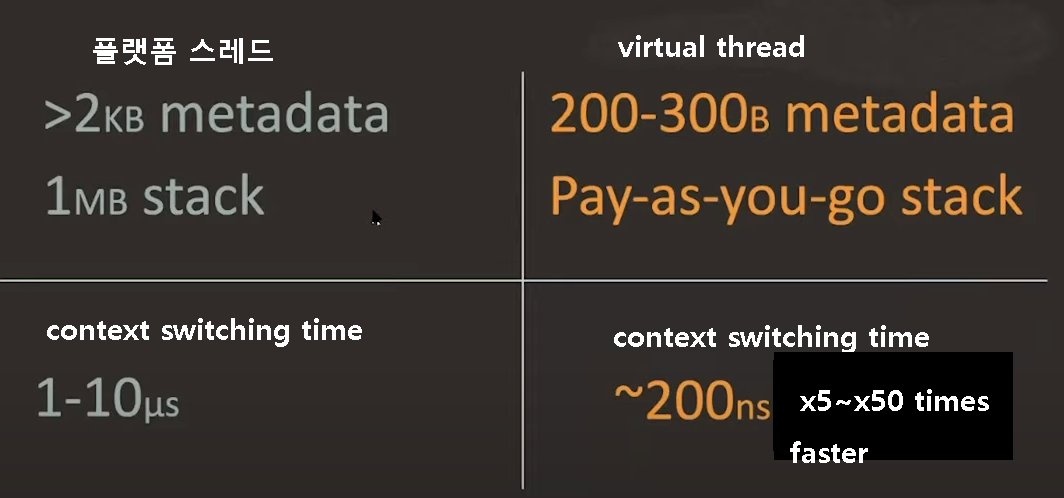 플랫폼 스레드
>2KB metadata
1MB stack
virtual thread
200-300B metadata
Pay-as-you-go stack
context switching time
1-10µs
context switching time
~200ns x5~x50 times
faster